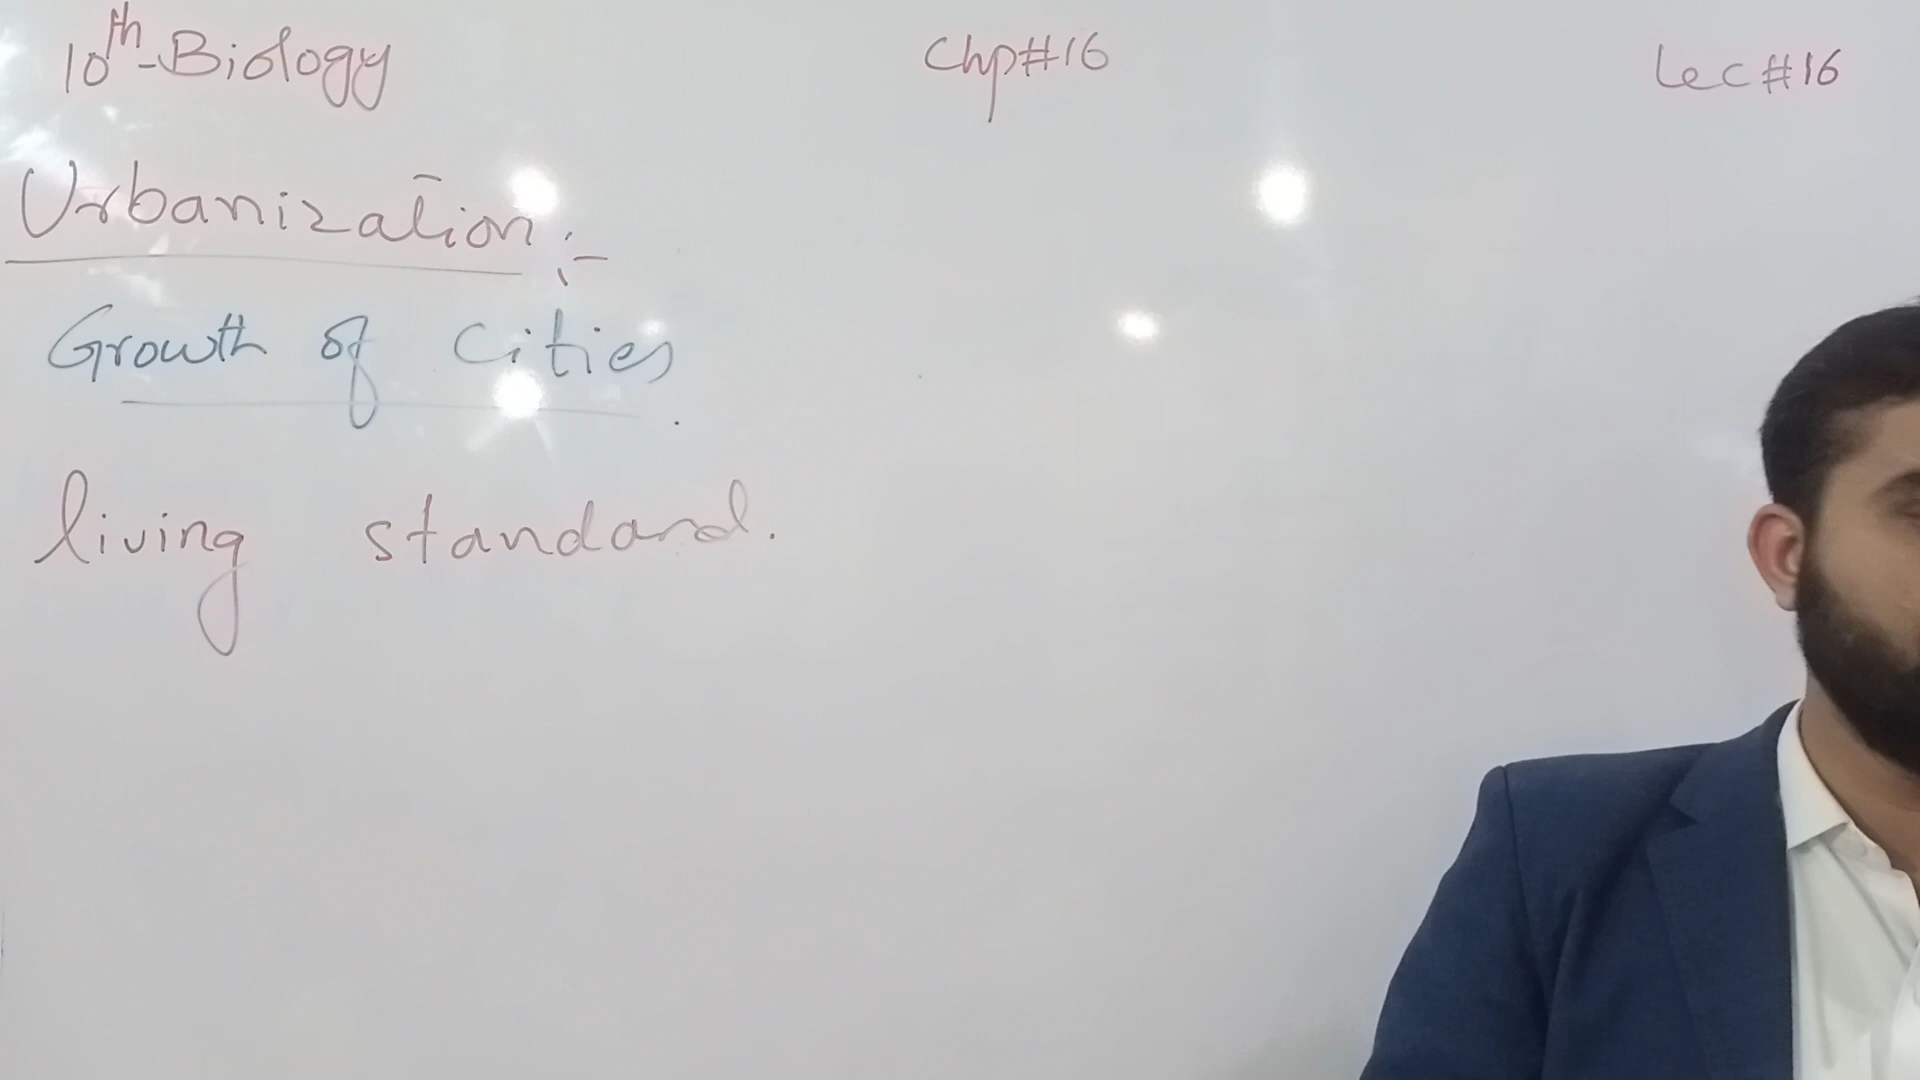 10th-Biology Chp#16 Lec#16
Urbanization:-
Growth of Cities.
living standard.